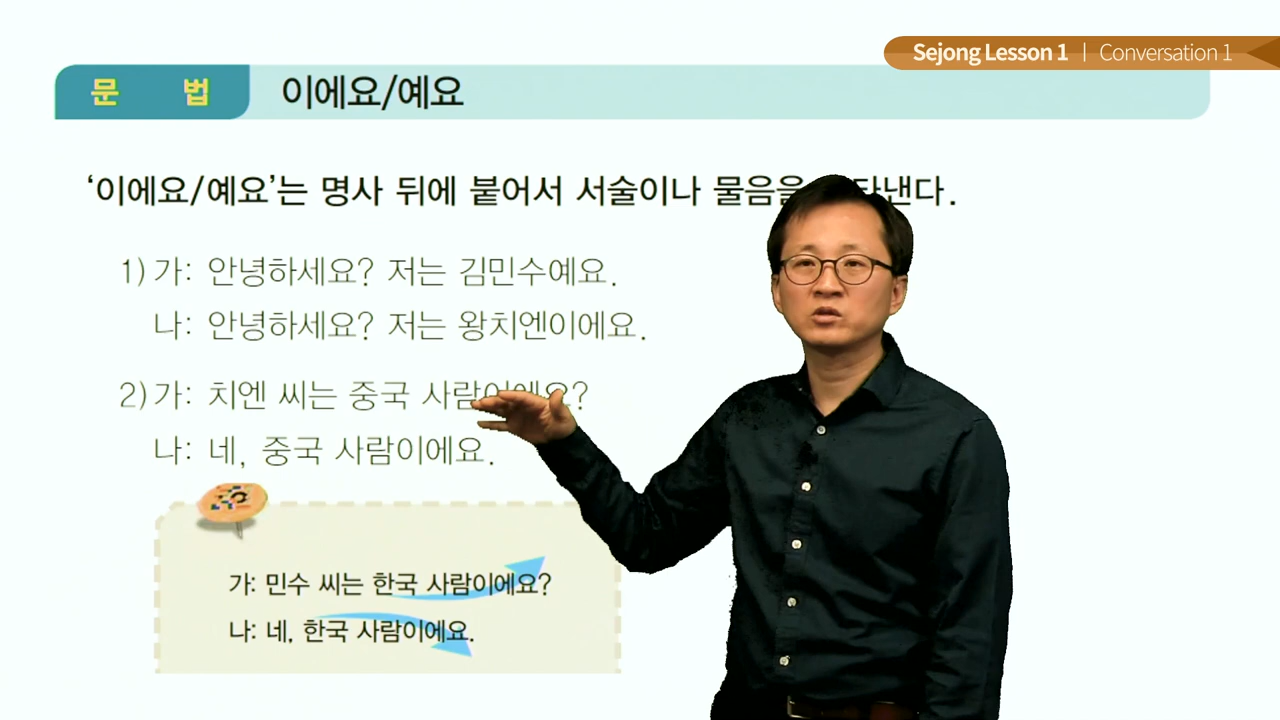 Sejong Lesson 1 | Conversation 1
문 법 이에요/예요
‘이에요/예요’는 명사 뒤에 붙어서 서술이나 물음을
1) 가: 안녕하세요? 저는 김민수예요.
나: 안녕하세요? 저는 왕치엔이에요.
2) 가: 치엔 씨는 중국 사람이에요?
나: 네, 중국 사람이에요.
가: 민수 씨는 한국 사람이에요?
나: 네, 한국 사람이에요.